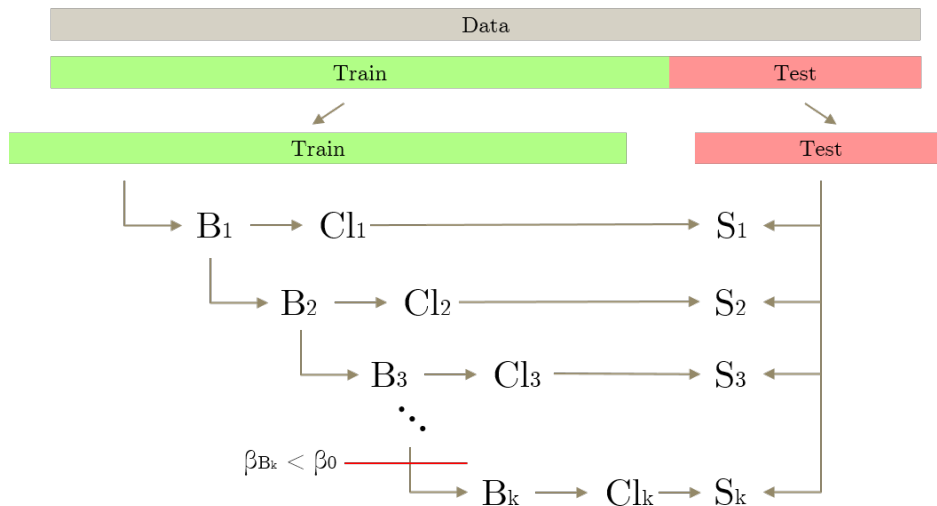 Data
Train Test
Train Test
B₁ Cl₁ S₁
B₂ Cl₂ S₂
B₃ Cl₃ S₃
βBₖ < β0
Bₖ Clₖ Sₖ